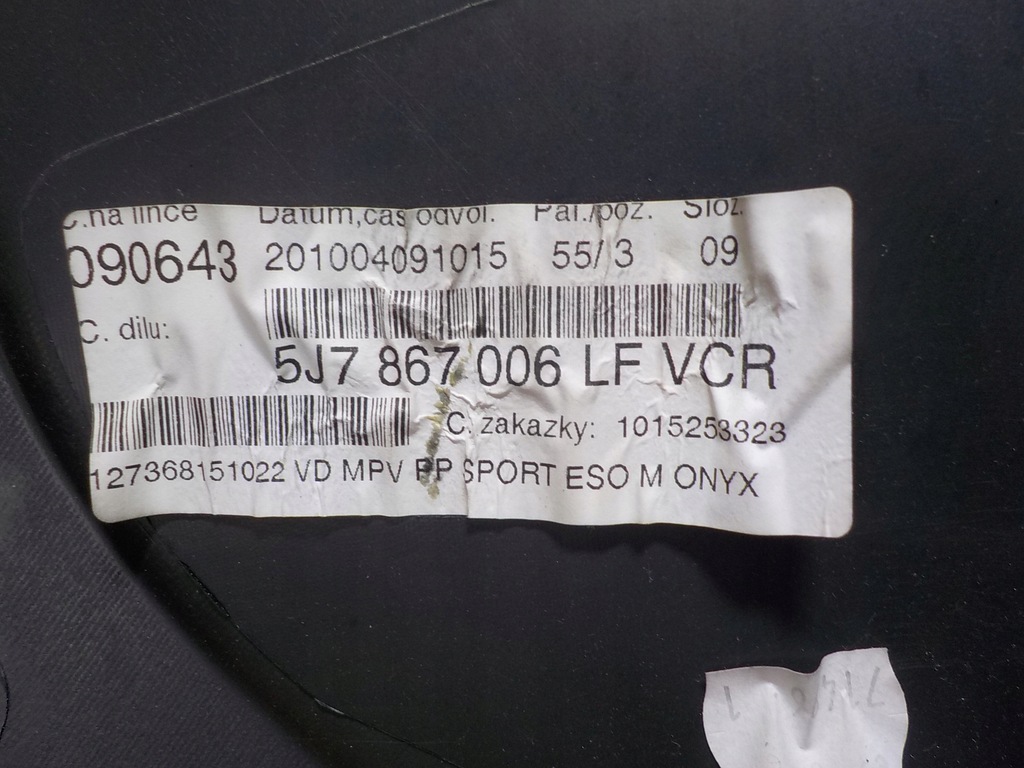 C.na lince Datum,cas odvol. Pal./poz. Sloz.
090643 201004091015 55/3 09
C. dilu:
5J7 867 006 LF VCR
C. zakazky: 1015253323
127368151022 VD MPV PP SPORT ESO M ONYX